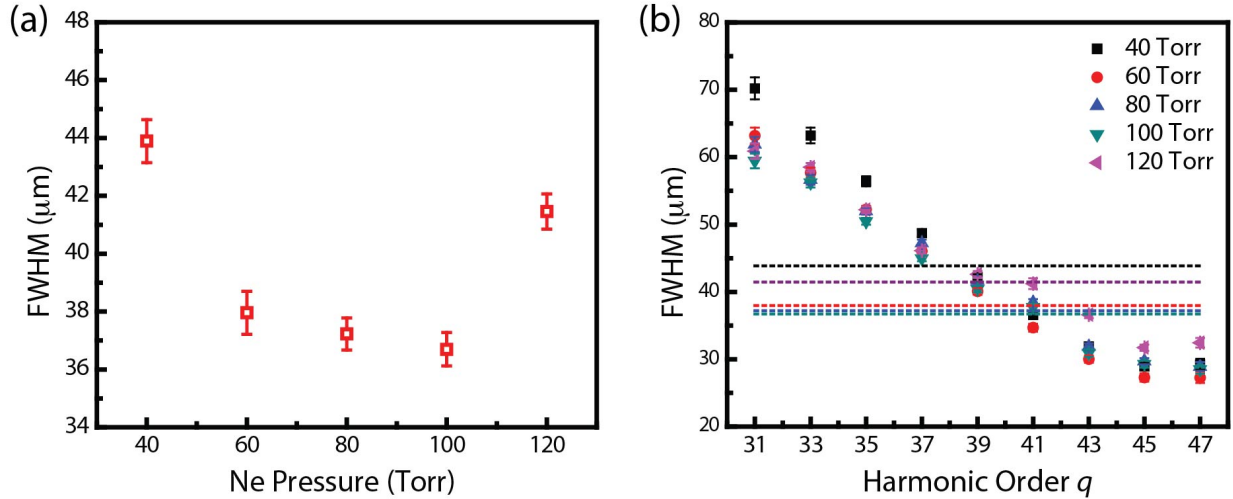 (a)
48
46
44
42
40
38
36
34
FWHM (μm)
40 60 80 100 120
Ne Pressure (Torr)
(b)
80
70
60
50
40
30
20
FWHM (μm)
40 Torr
60 Torr
80 Torr
100 Torr
120 Torr
31 33 35 37 39 41 43 45 47
Harmonic Order q